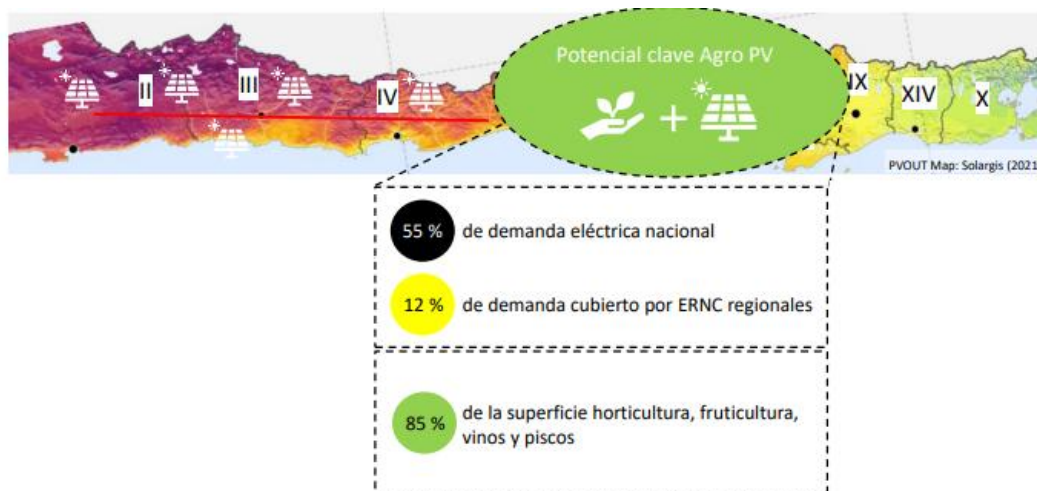 Potencial clave Agro PV
II
III
IV
IX
XIV
X
+
PVOUT Map: Solargis (2021
55 % de demanda eléctrica nacional
12 % de demanda cubierto por ERNC regionales
85 % de la superficie horticultura, fruticultura,
vinos y piscos